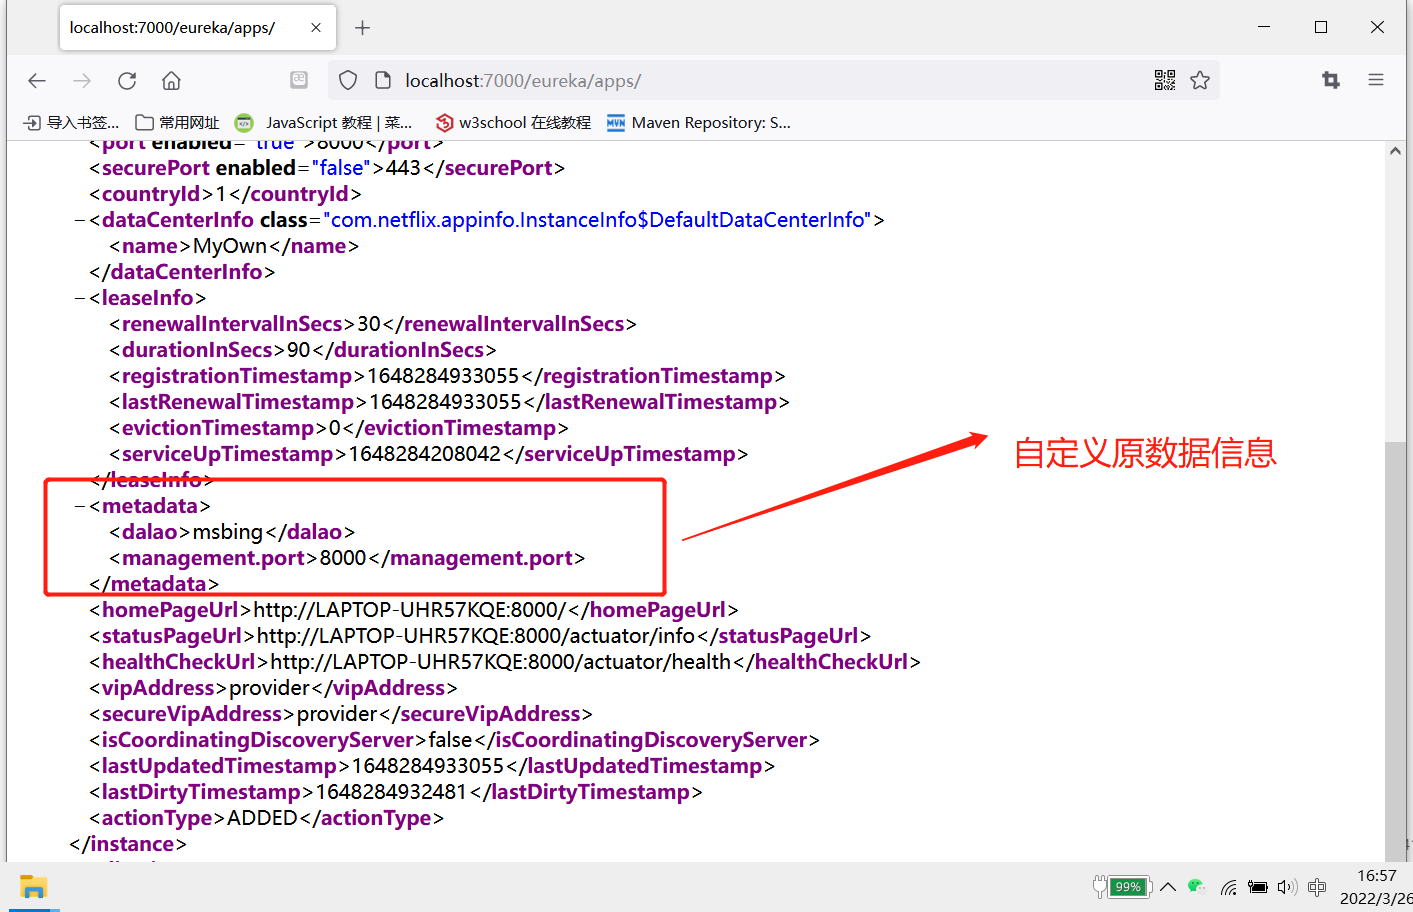 localhost:7000/eureka/apps/
localhost:7000/eureka/apps/
导入书签... 常用网址 JavaScript 教程 | 菜... w3school 在线教程 MVN Maven Repository: S...
<port enabled="true">8000</port>
<securePort enabled="false">443</securePort>
<countryId>1</countryId>
−<dataCenterInfo class="com.netflix.appinfo.InstanceInfo$DefaultDataCenterInfo">
<name>MyOwn</name>
</dataCenterInfo>
−<leaseInfo>
<renewalIntervalInSecs>30</renewalIntervalInSecs>
<durationInSecs>90</durationInSecs>
<registrationTimestamp>1648284933055</registrationTimestamp>
<lastRenewalTimestamp>1648284933055</lastRenewalTimestamp>
<evictionTimestamp>0</evictionTimestamp>
<serviceUpTimestamp>1648284208042</serviceUpTimestamp>
</leaseInfo>
自定义原数据信息
−<metadata>
<dalao>msbing</dalao>
<management.port>8000</management.port>
</metadata>
<homePageUrl>http://LAPTOP-UHR57KQE:8000/</homePageUrl>
<statusPageUrl>http://LAPTOP-UHR57KQE:8000/actuator/info</statusPageUrl>
<healthCheckUrl>http://LAPTOP-UHR57KQE:8000/actuator/health</healthCheckUrl>
<vipAddress>provider</vipAddress>
<secureVipAddress>provider</secureVipAddress>
<isCoordinatingDiscoveryServer>false</isCoordinatingDiscoveryServer>
<lastUpdatedTimestamp>1648284933055</lastUpdatedTimestamp>
<lastDirtyTimestamp>1648284932481</lastDirtyTimestamp>
<actionType>ADDED</actionType>
</instance>
99% 中 16:57
2022/3/26